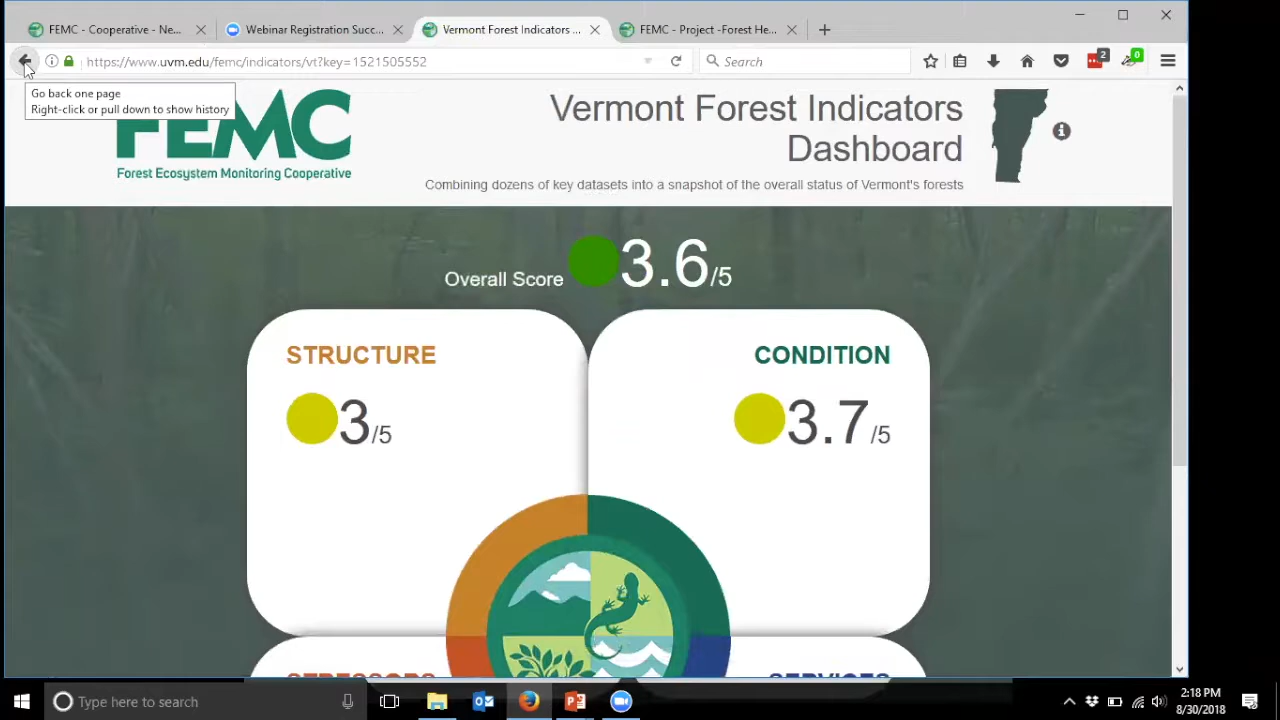 FEMC - Cooperative - Ne...
Webinar Registration Succ...
Vermont Forest Indicators ...
FEMC - Project -Forest He...
https://www.uvm.edu/femc/indicators/vt?key=1521505552
Search
2
0
Go back one page
Right-click or pull down to show history
FEMC
Forest Ecosystem Monitoring Cooperative
Vermont Forest Indicators
Dashboard
Combining dozens of key datasets into a snapshot of the overall status of Vermont's forests
Overall Score 3.6/5
STRUCTURE
3/5
CONDITION
3.7/5
STRESSORS
SERVICES
Type here to search
2:18 PM
8/30/2018